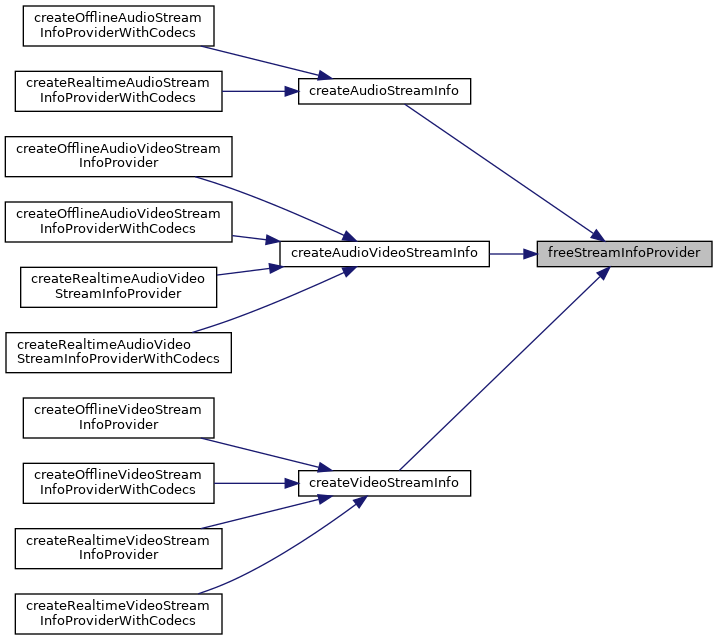 createOfflineAudioStream
InfoProviderWithCodecs
createRealtimeAudioStream
InfoProviderWithCodecs
createAudioStreamInfo
createOfflineAudioVideoStream
InfoProvider
createOfflineAudioVideoStream
InfoProviderWithCodecs
createRealtimeAudioVideo
StreamInfoProvider
createRealtimeAudioVideo
StreamInfoProviderWithCodecs
createAudioVideoStreamInfo
freeStreamInfoProvider
createOfflineVideoStream
InfoProvider
createOfflineVideoStream
InfoProviderWithCodecs
createRealtimeVideoStream
InfoProvider
createRealtimeVideoStream
InfoProviderWithCodecs
createVideoStreamInfo